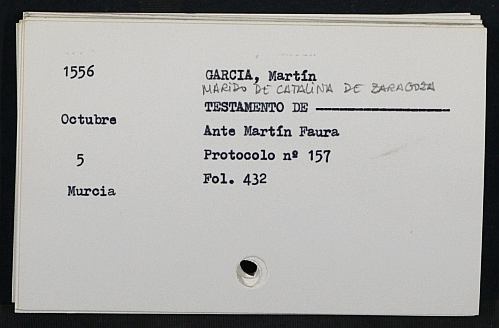 1556
GARCIA, Martín
MARIDO DE CATALINA DE ZARAGOZA
TESTAMENTO DE
Octubre
Ante Martín Faura
5
Protocolo nº 157
Murcia
Fol. 432